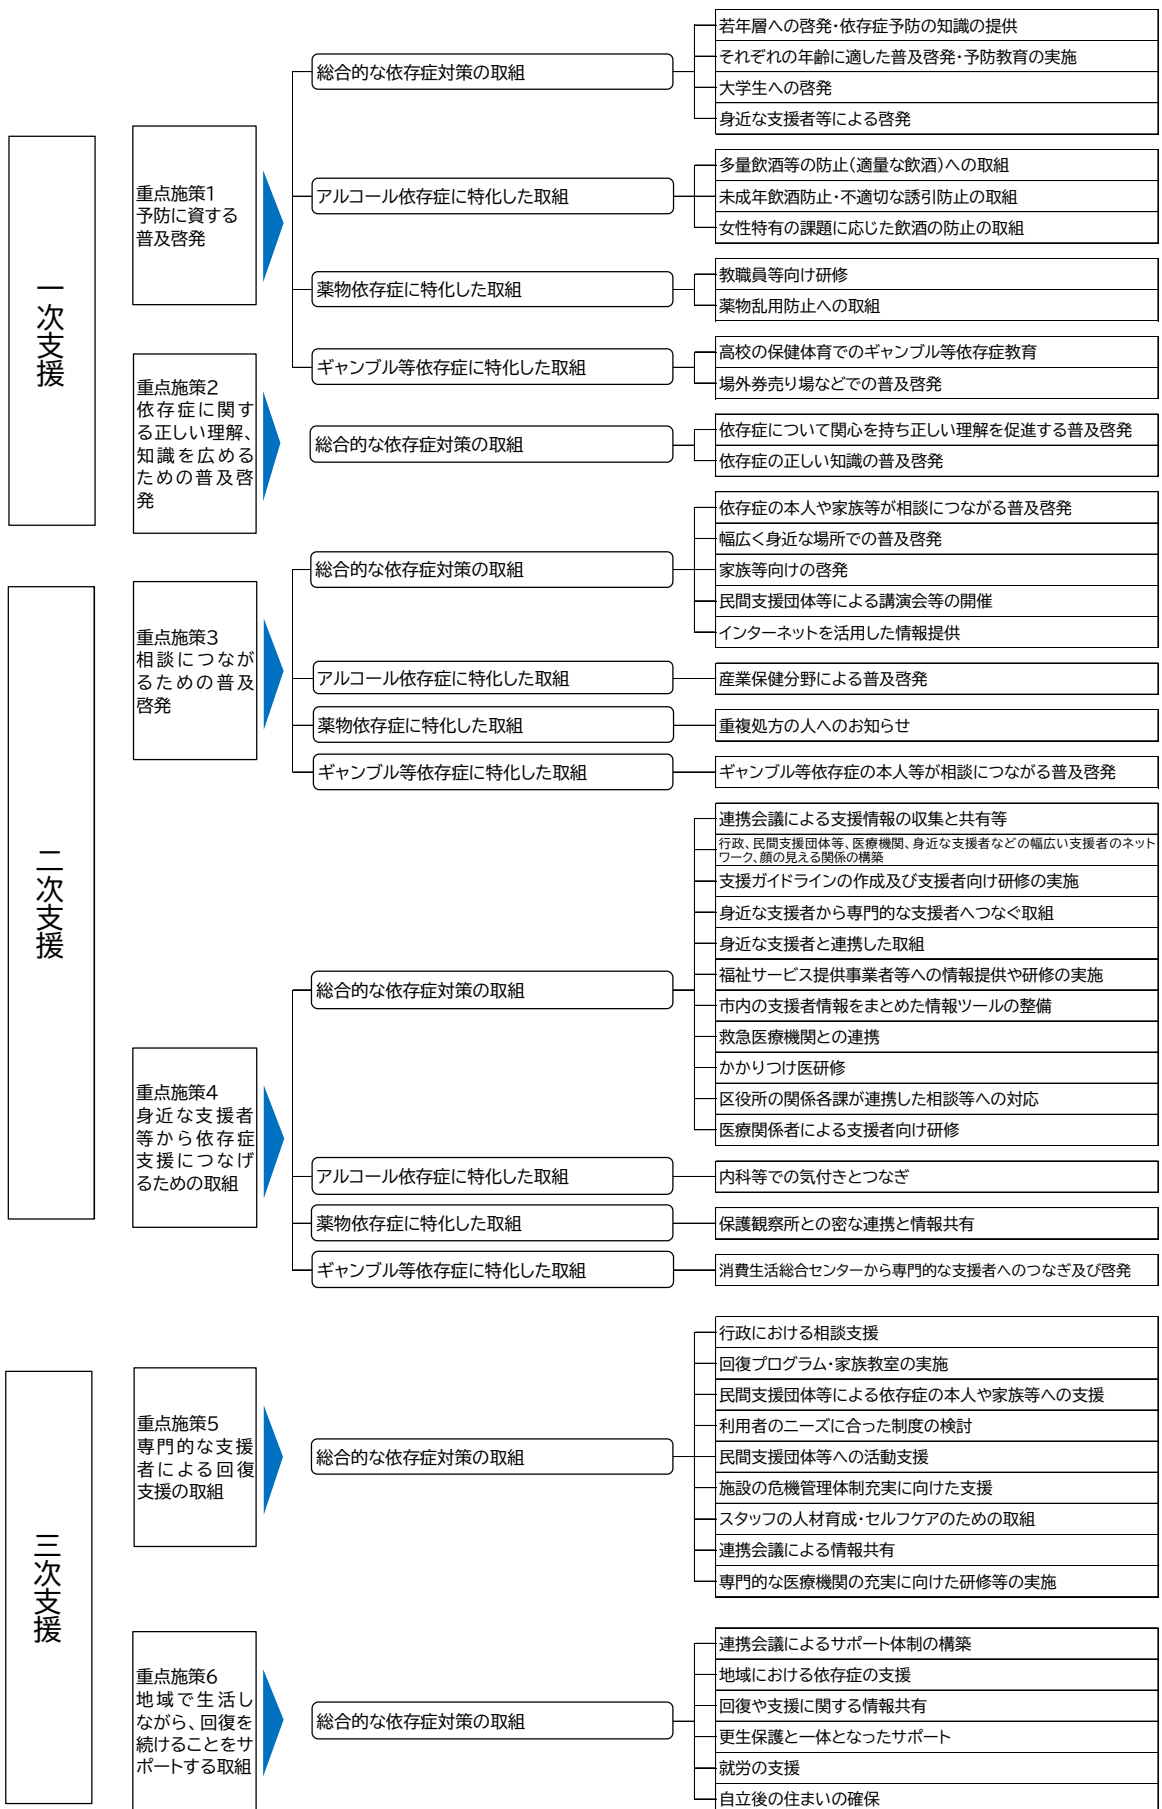 一次支援
重点施策1
予防に資する
普及啓発
総合的な依存症対策の取組
若年層への啓発・依存症予防の知識の提供
それぞれの年齢に適した普及啓発・予防教育の実施
大学生への啓発
身近な支援者等による啓発
アルコール依存症に特化した取組
多量飲酒等の防止(適量な飲酒)への取組
未成年飲酒防止・不適切な誘引防止の取組
女性特有の課題に応じた飲酒の防止の取組
薬物依存症に特化した取組
教職員等向け研修
薬物乱用防止への取組
ギャンブル等依存症に特化した取組
高校の保健体育でのギャンブル等依存症教育
場外券売り場などでの普及啓発
重点施策2
依存症に関す
る正しい理解、
知識を広める
ための普及啓
発
総合的な依存症対策の取組
依存症について関心を持ち正しい理解を促進する普及啓発
依存症の正しい知識の普及啓発
二次支援
重点施策3
相談につなが
るための普及
啓発
総合的な依存症対策の取組
依存症の本人や家族等が相談につながる普及啓発
幅広く身近な場所での普及啓発
家族等向けの啓発
民間支援団体等による講演会等の開催
インターネットを活用した情報提供
アルコール依存症に特化した取組
産業保健分野による普及啓発
薬物依存症に特化した取組
重複処方の人へのお知らせ
ギャンブル等依存症に特化した取組
ギャンブル等依存症の本人等が相談につながる普及啓発
重点施策4
身近な支援者
等から依存症
支援につなげ
るための取組
総合的な依存症対策の取組
連携会議による支援情報の収集と共有等
行政、民間支援団体等、医療機関、身近な支援者などの幅広い支援者のネット
ワーク、顔の見える関係の構築
支援ガイドラインの作成及び支援者向け研修の実施
身近な支援者から専門的な支援者へつなぐ取組
身近な支援者と連携した取組
福祉サービス提供事業者等への情報提供や研修の実施
市内の支援者情報をまとめた情報ツールの整備
救急医療機関との連携
かかりつけ医研修
区役所の関係各課が連携した相談等への対応
医療関係者による支援者向け研修
アルコール依存症に特化した取組
内科等での気付きとつなぎ
薬物依存症に特化した取組
保護観察所との密な連携と情報共有
ギャンブル等依存症に特化した取組
消費生活総合センターから専門的な支援者へのつなぎ及び啓発
三次支援
重点施策5
専門的な支援
者による回復
支援の取組
総合的な依存症対策の取組
行政における相談支援
回復プログラム・家族教室の実施
民間支援団体等による依存症の本人や家族等への支援
利用者のニーズに合った制度の検討
民間支援団体等への活動支援
施設の危機管理体制充実に向けた支援
スタッフの人材育成・セルフケアのための取組
連携会議による情報共有
専門的な医療機関の充実に向けた研修等の実施
重点施策6
地域で生活し
ながら、回復を
続けることをサ
ポートする取組
総合的な依存症対策の取組
連携会議によるサポート体制の構築
地域における依存症の支援
回復や支援に関する情報共有
更生保護と一体となったサポート
就労の支援
自立後の住まいの確保